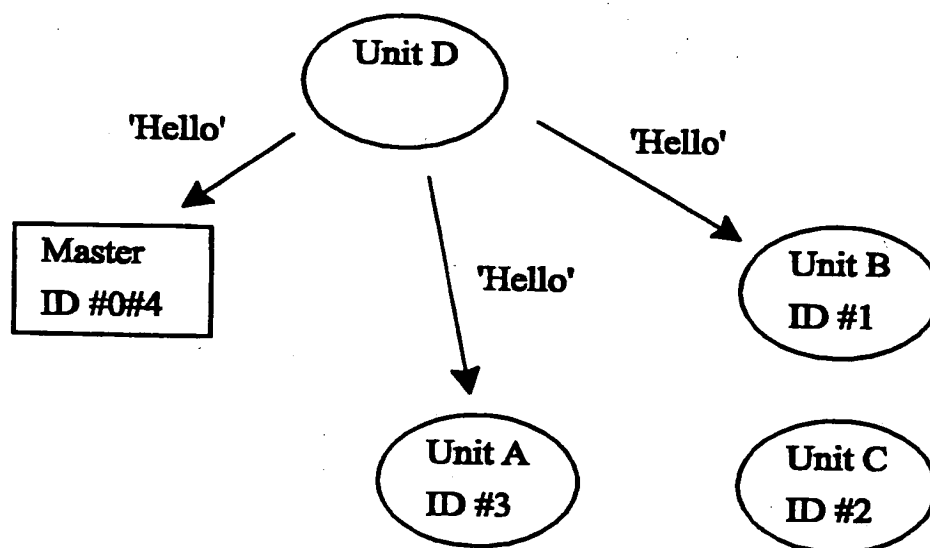 Unit D
'Hello'
'Hello'
Master
ID #0#4
'Hello'
Unit B
ID #1
Unit A
ID #3
Unit C
ID #2